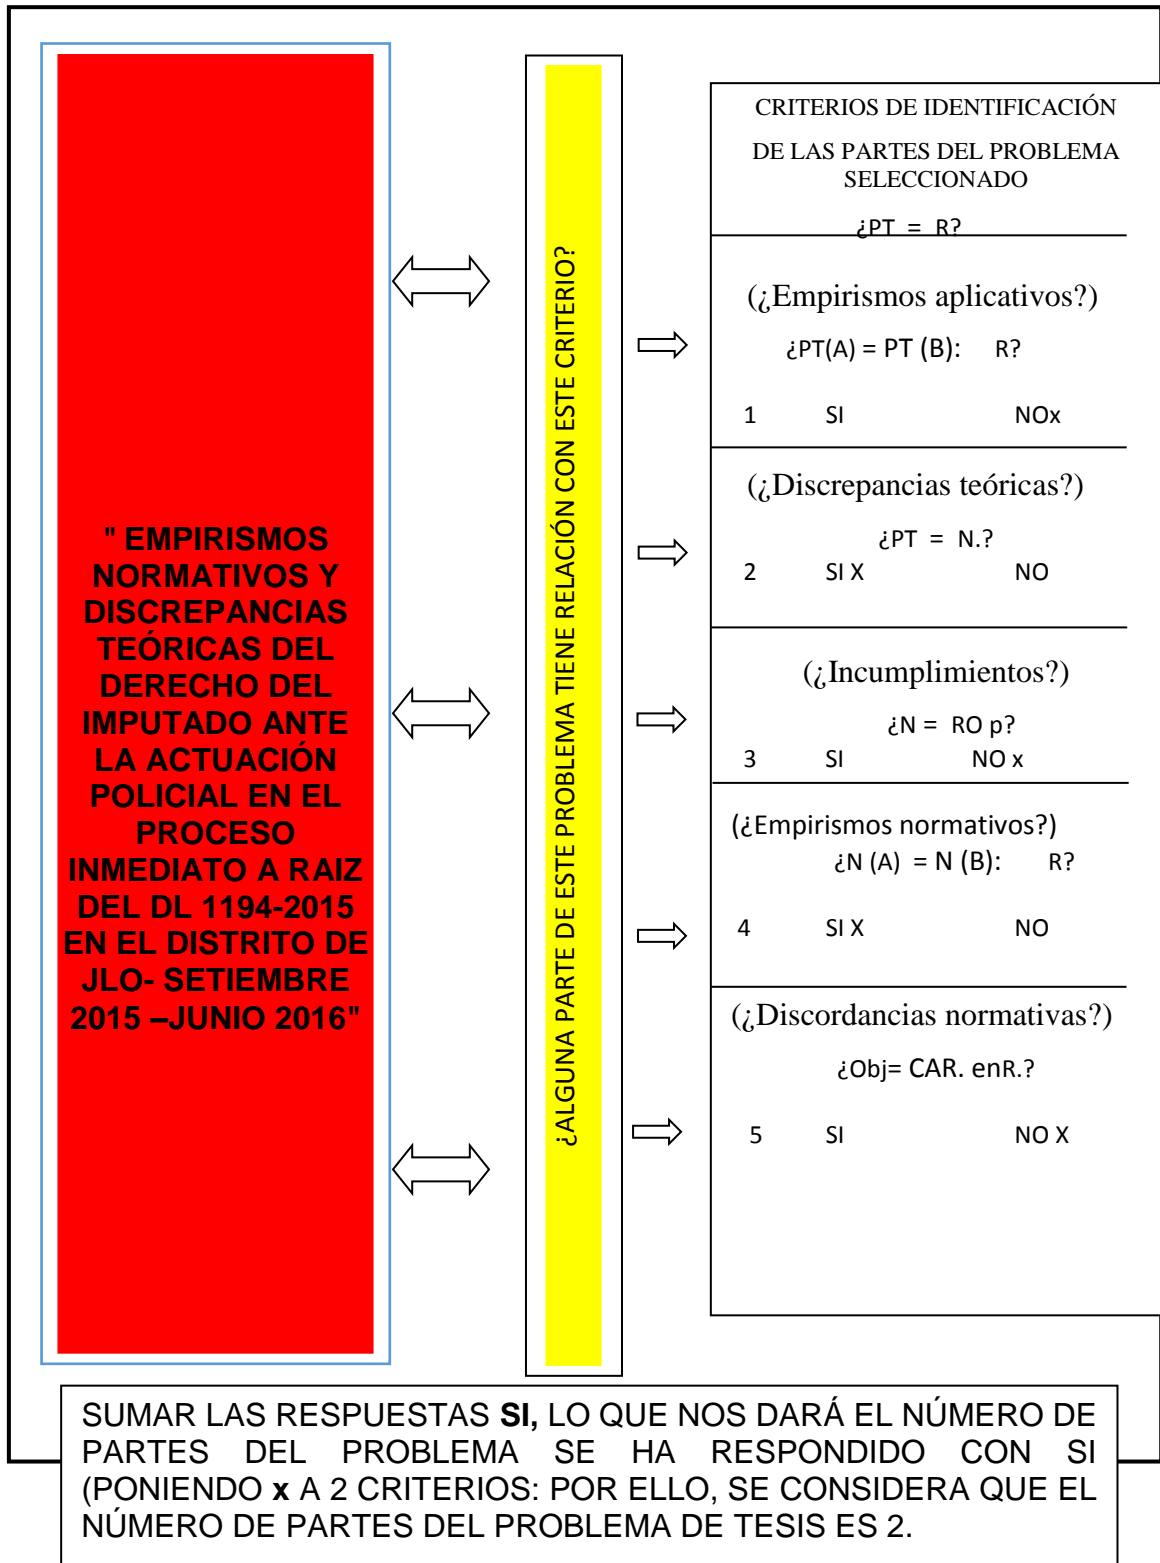 " EMPIRISMOS
NORMATIVOS Y
DISCREPANCIAS
TEÓRICAS DEL
DERECHO DEL
IMPUTADO ANTE
LA ACTUACIÓN
POLICIAL EN EL
PROCESO
INMEDIATO A RAIZ
DEL DL 1194-2015
EN EL DISTRITO DE
JLO- SETIEMBRE
2015 –JUNIO 2016"
¿ALGUNA PARTE DE ESTE PROBLEMA TIENE RELACIÓN CON ESTE CRITERIO?
CRITERIOS DE IDENTIFICACIÓN
DE LAS PARTES DEL PROBLEMA
SELECCIONADO
¿PT = R?
(¿Empirismos aplicativos?)
¿PT(A) = PT (B): R?
1 SI NOx
(¿Discrepancias teóricas?)
¿PT = N.?
2 SI X NO
(¿Incumplimientos?)
¿N = RO p?
3 SI NO x
(¿Empirismos normativos?)
¿N (A) = N (B): R?
4 SI X NO
(¿Discordancias normativas?)
¿Obj= CAR. enR.?
5 SI NO X
SUMAR LAS RESPUESTAS SI, LO QUE NOS DARÁ EL NÚMERO DE
PARTES DEL PROBLEMA SE HA RESPONDIDO CON SI
(PONIENDO x A 2 CRITERIOS: POR ELLO, SE CONSIDERA QUE EL
NÚMERO DE PARTES DEL PROBLEMA DE TESIS ES 2.